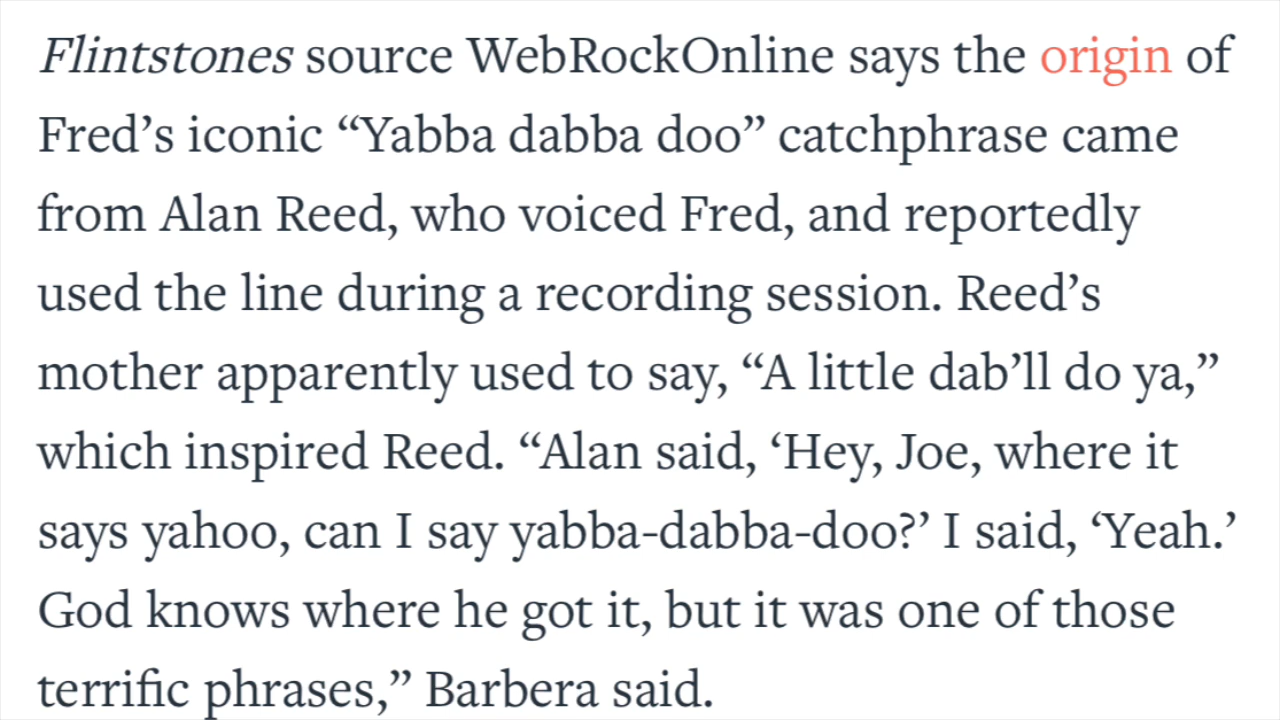 Flintstones source WebRockOnline says the origin of
Fred’s iconic “Yabba dabba doo” catchphrase came
from Alan Reed, who voiced Fred, and reportedly
used the line during a recording session. Reed’s
mother apparently used to say, “A little dab’ll do ya,”
which inspired Reed. “Alan said, ‘Hey, Joe, where it
says yahoo, can I say yabba-dabba-doo?’ I said, ‘Yeah.’
God knows where he got it, but it was one of those
terrific phrases,” Barbera said.